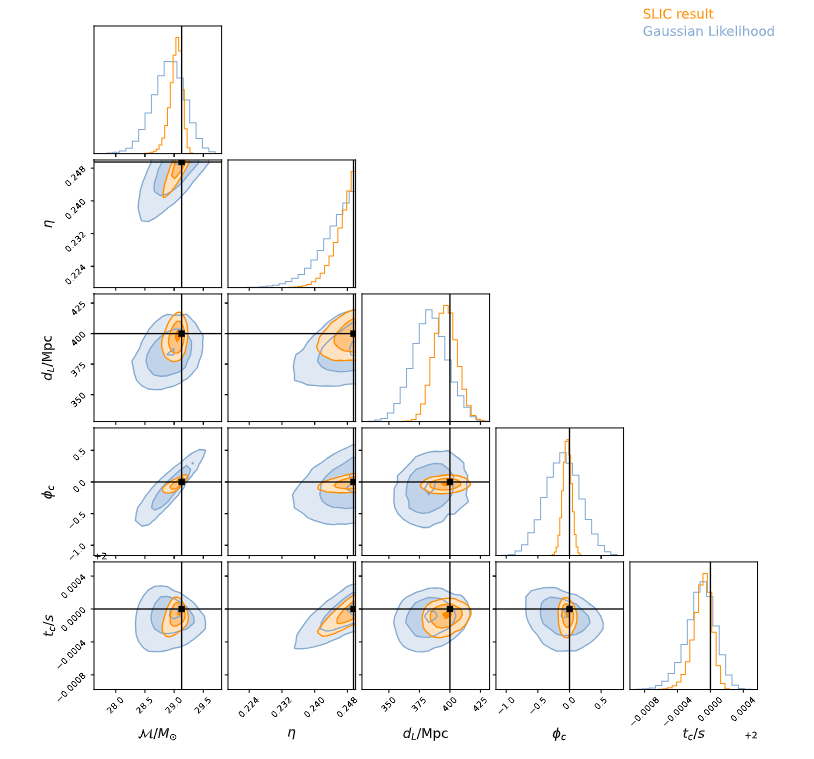 SLIC result
Gaussian Likelihood
η
0.248
0.240
0.232
0.224
d_L/Mpc
425
400
375
350
ϕ_c
0.5
0.0
−0.5
−1.0
+2
t_c/s
0.0004
0.0000
−0.0004
−0.0008
28.0 28.5 29.0 29.5
0.224 0.232 0.240 0.248
350 375 400 425
−1.0 −0.5 0.0 0.5
−0.0008 −0.0004 0.0000 0.0004
ℳ/M_⊙ η d_L/Mpc ϕ_c t_c/s +2